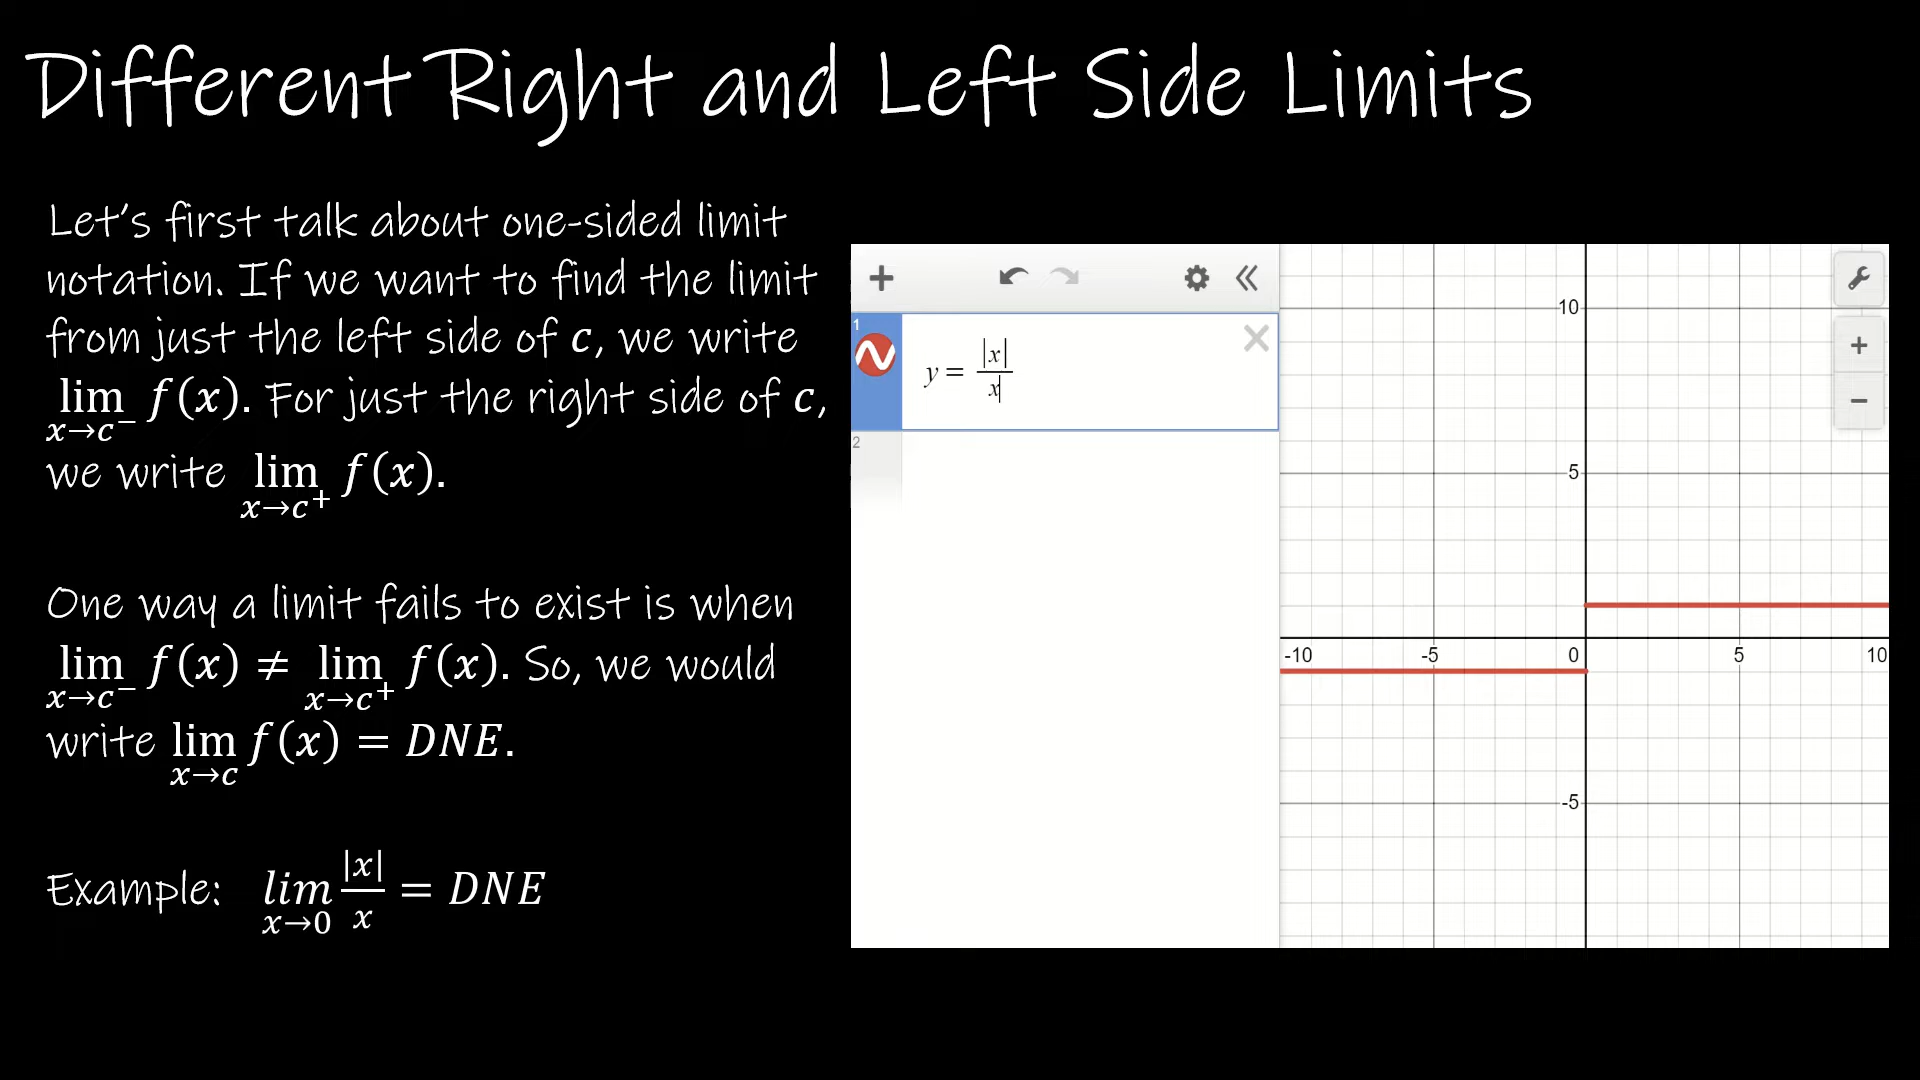 Different Right and Left Side Limits
Let's first talk about one-sided limit
notation. If we want to find the limit
from just the left side of c, we write
lim f(x). For just the right side of c,
x→c⁻
we write lim f(x).
x→c⁺
One way a limit fails to exist is when
lim f(x) ≠ lim f(x). So, we would
x→c⁻ x→c⁺
write lim f(x) = DNE.
x→c
Example: lim |x|/x = DNE
x→0
1
y = |x|/x
2
10
5
-10 -5 0 5 10
-5